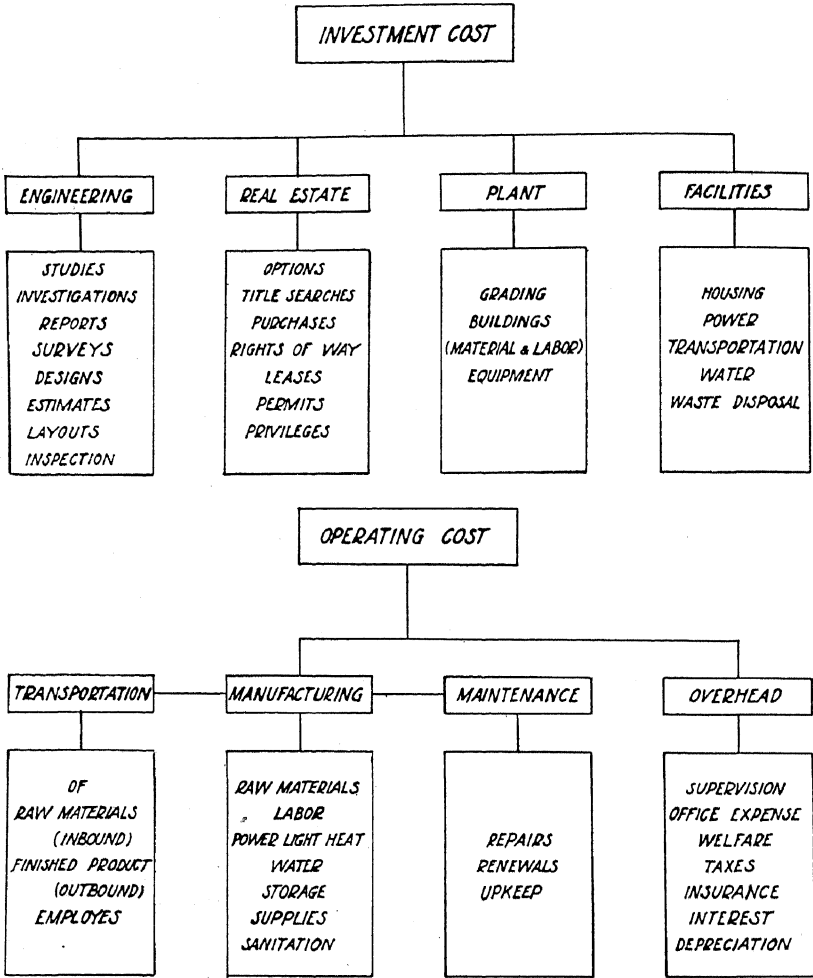 INVESTMENT COST
ENGINEERING
STUDIES
INVESTIGATIONS
REPORTS
SURVEYS
DESIGNS
ESTIMATES
LAYOUTS
INSPECTION
REAL ESTATE
OPTIONS
TITLE SEARCHES
PURCHASES
RIGHTS OF WAY
LEASES
PERMITS
PRIVILEGES
PLANT
GRADING
BUILDINGS
(MATERIAL & LABOR)
EQUIPMENT
FACILITIES
HOUSING
POWER
TRANSPORTATION
WATER
WASTE DISPOSAL
OPERATING COST
TRANSPORTATION
OF
RAW MATERIALS
(INBOUND)
FINISHED PRODUCT
(OUTBOUND)
EMPLOYES
MANUFACTURING
RAW MATERIALS
LABOR
POWER LIGHT HEAT
WATER
STORAGE
SUPPLIES
SANITATION
MAINTENANCE
REPAIRS
RENEWALS
UPKEEP
OVERHEAD
SUPERVISION
OFFICE EXPENSE
WELFARE
TAXES
INSURANCE
INTEREST
DEPRECIATION